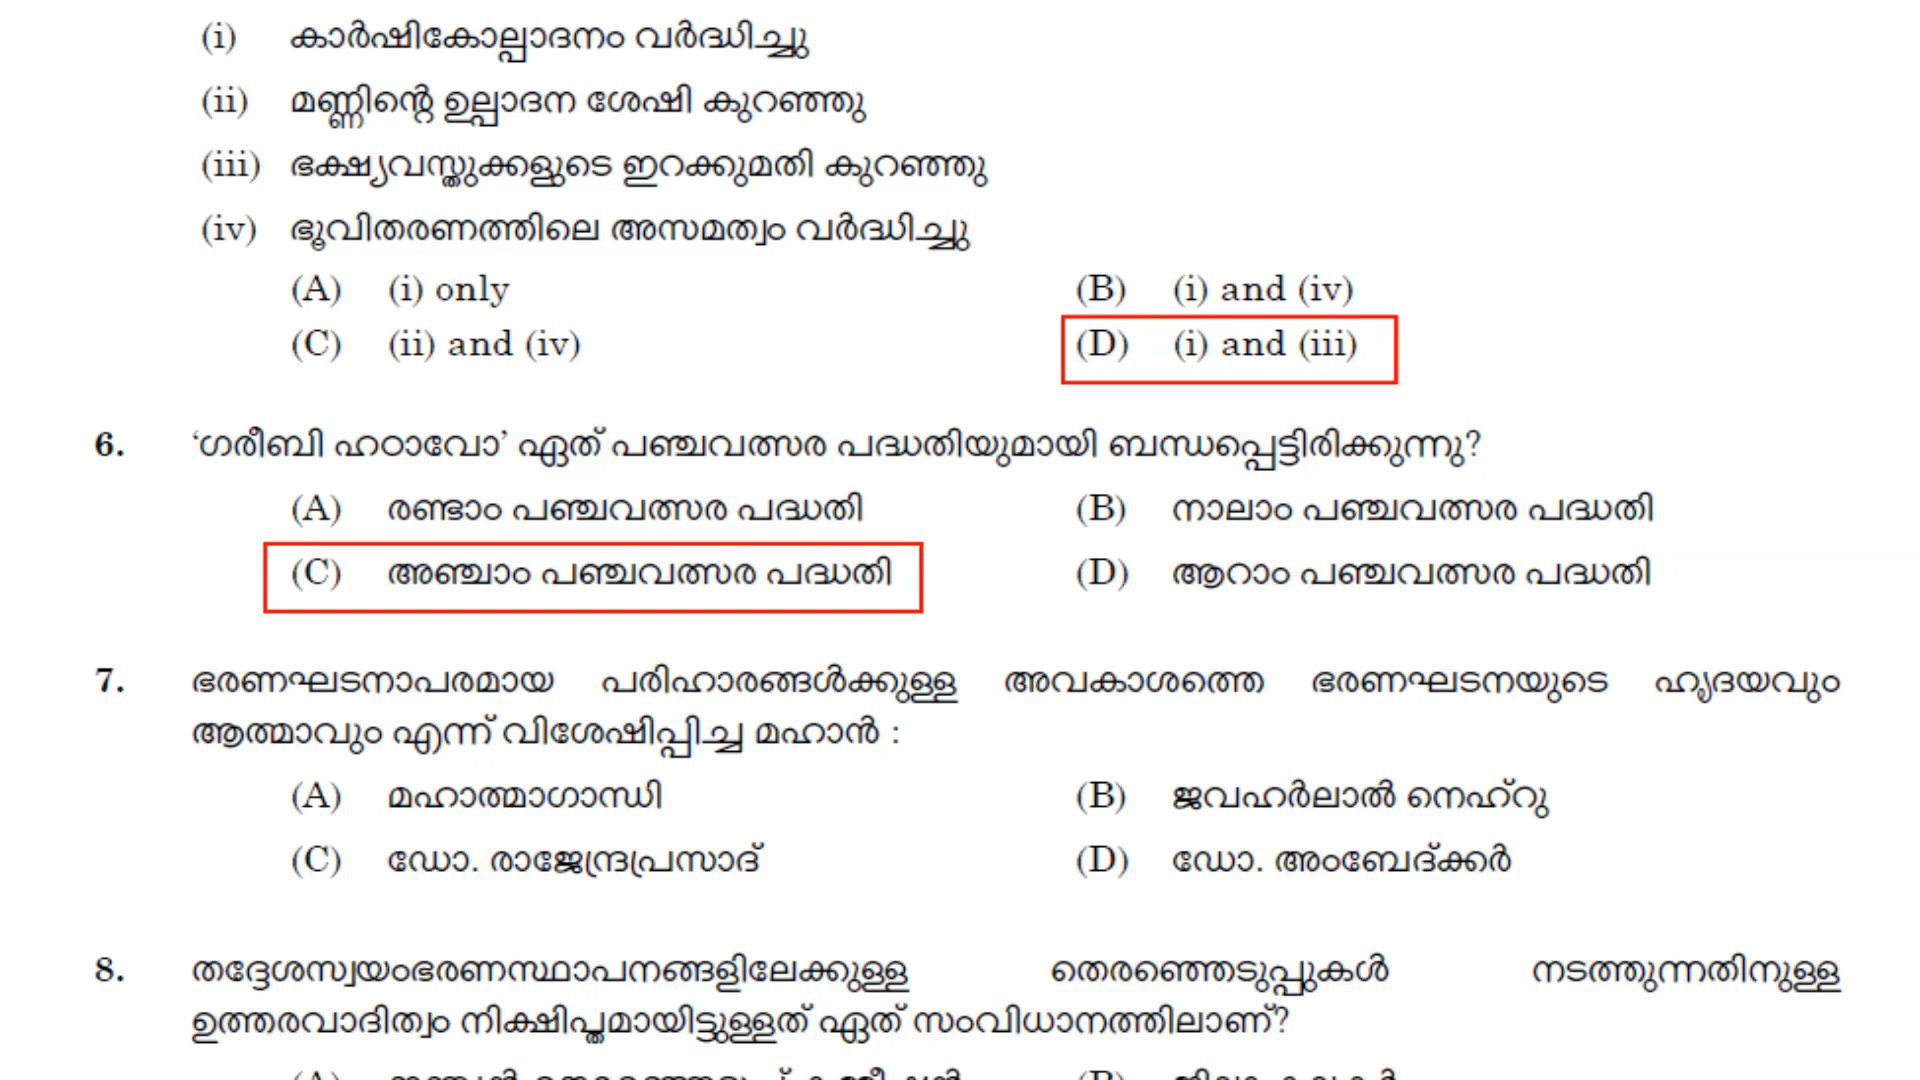 (i) കാർഷികോല്പാദനം വർദ്ധിച്ചു
(ii) മണ്ണിന്റെ ഉല്പാദന ശേഷി കുറഞ്ഞു
(iii) ഭക്ഷ്യവസ്തുക്കളുടെ ഇറക്കുമതി കുറഞ്ഞു
(iv) ഭൂവിതരണത്തിലെ അസമത്വം വർദ്ധിച്ചു
(A) (i) only (B) (i) and (iv)
(C) (ii) and (iv) (D) (i) and (iii)
6. ‘ഗരീബി ഹഠാവോ’ ഏത് പഞ്ചവത്സര പദ്ധതിയുമായി ബന്ധപ്പെട്ടിരിക്കുന്നു?
(A) രണ്ടാം പഞ്ചവത്സര പദ്ധതി (B) നാലാം പഞ്ചവത്സര പദ്ധതി
(C) അഞ്ചാം പഞ്ചവത്സര പദ്ധതി (D) ആറാം പഞ്ചവത്സര പദ്ധതി
7. ഭരണഘടനാപരമായ പരിഹാരങ്ങൾക്കുള്ള അവകാശത്തെ ഭരണഘടനയുടെ ഹൃദയവും
ആത്മാവും എന്ന് വിശേഷിപ്പിച്ച മഹാൻ :
(A) മഹാത്മാഗാന്ധി (B) ജവഹർലാൽ നെഹ്റു
(C) ഡോ. രാജേന്ദ്രപ്രസാദ് (D) ഡോ. അംബേദ്ക്കർ
8. തദ്ദേശസ്വയംഭരണസ്ഥാപനങ്ങളിലേക്കുള്ള തെരഞ്ഞെടുപ്പുകൾ നടത്തുന്നതിനുള്ള
ഉത്തരവാദിത്വം നിക്ഷിപ്തമായിട്ടുള്ളത് ഏത് സംവിധാനത്തിലാണ്?